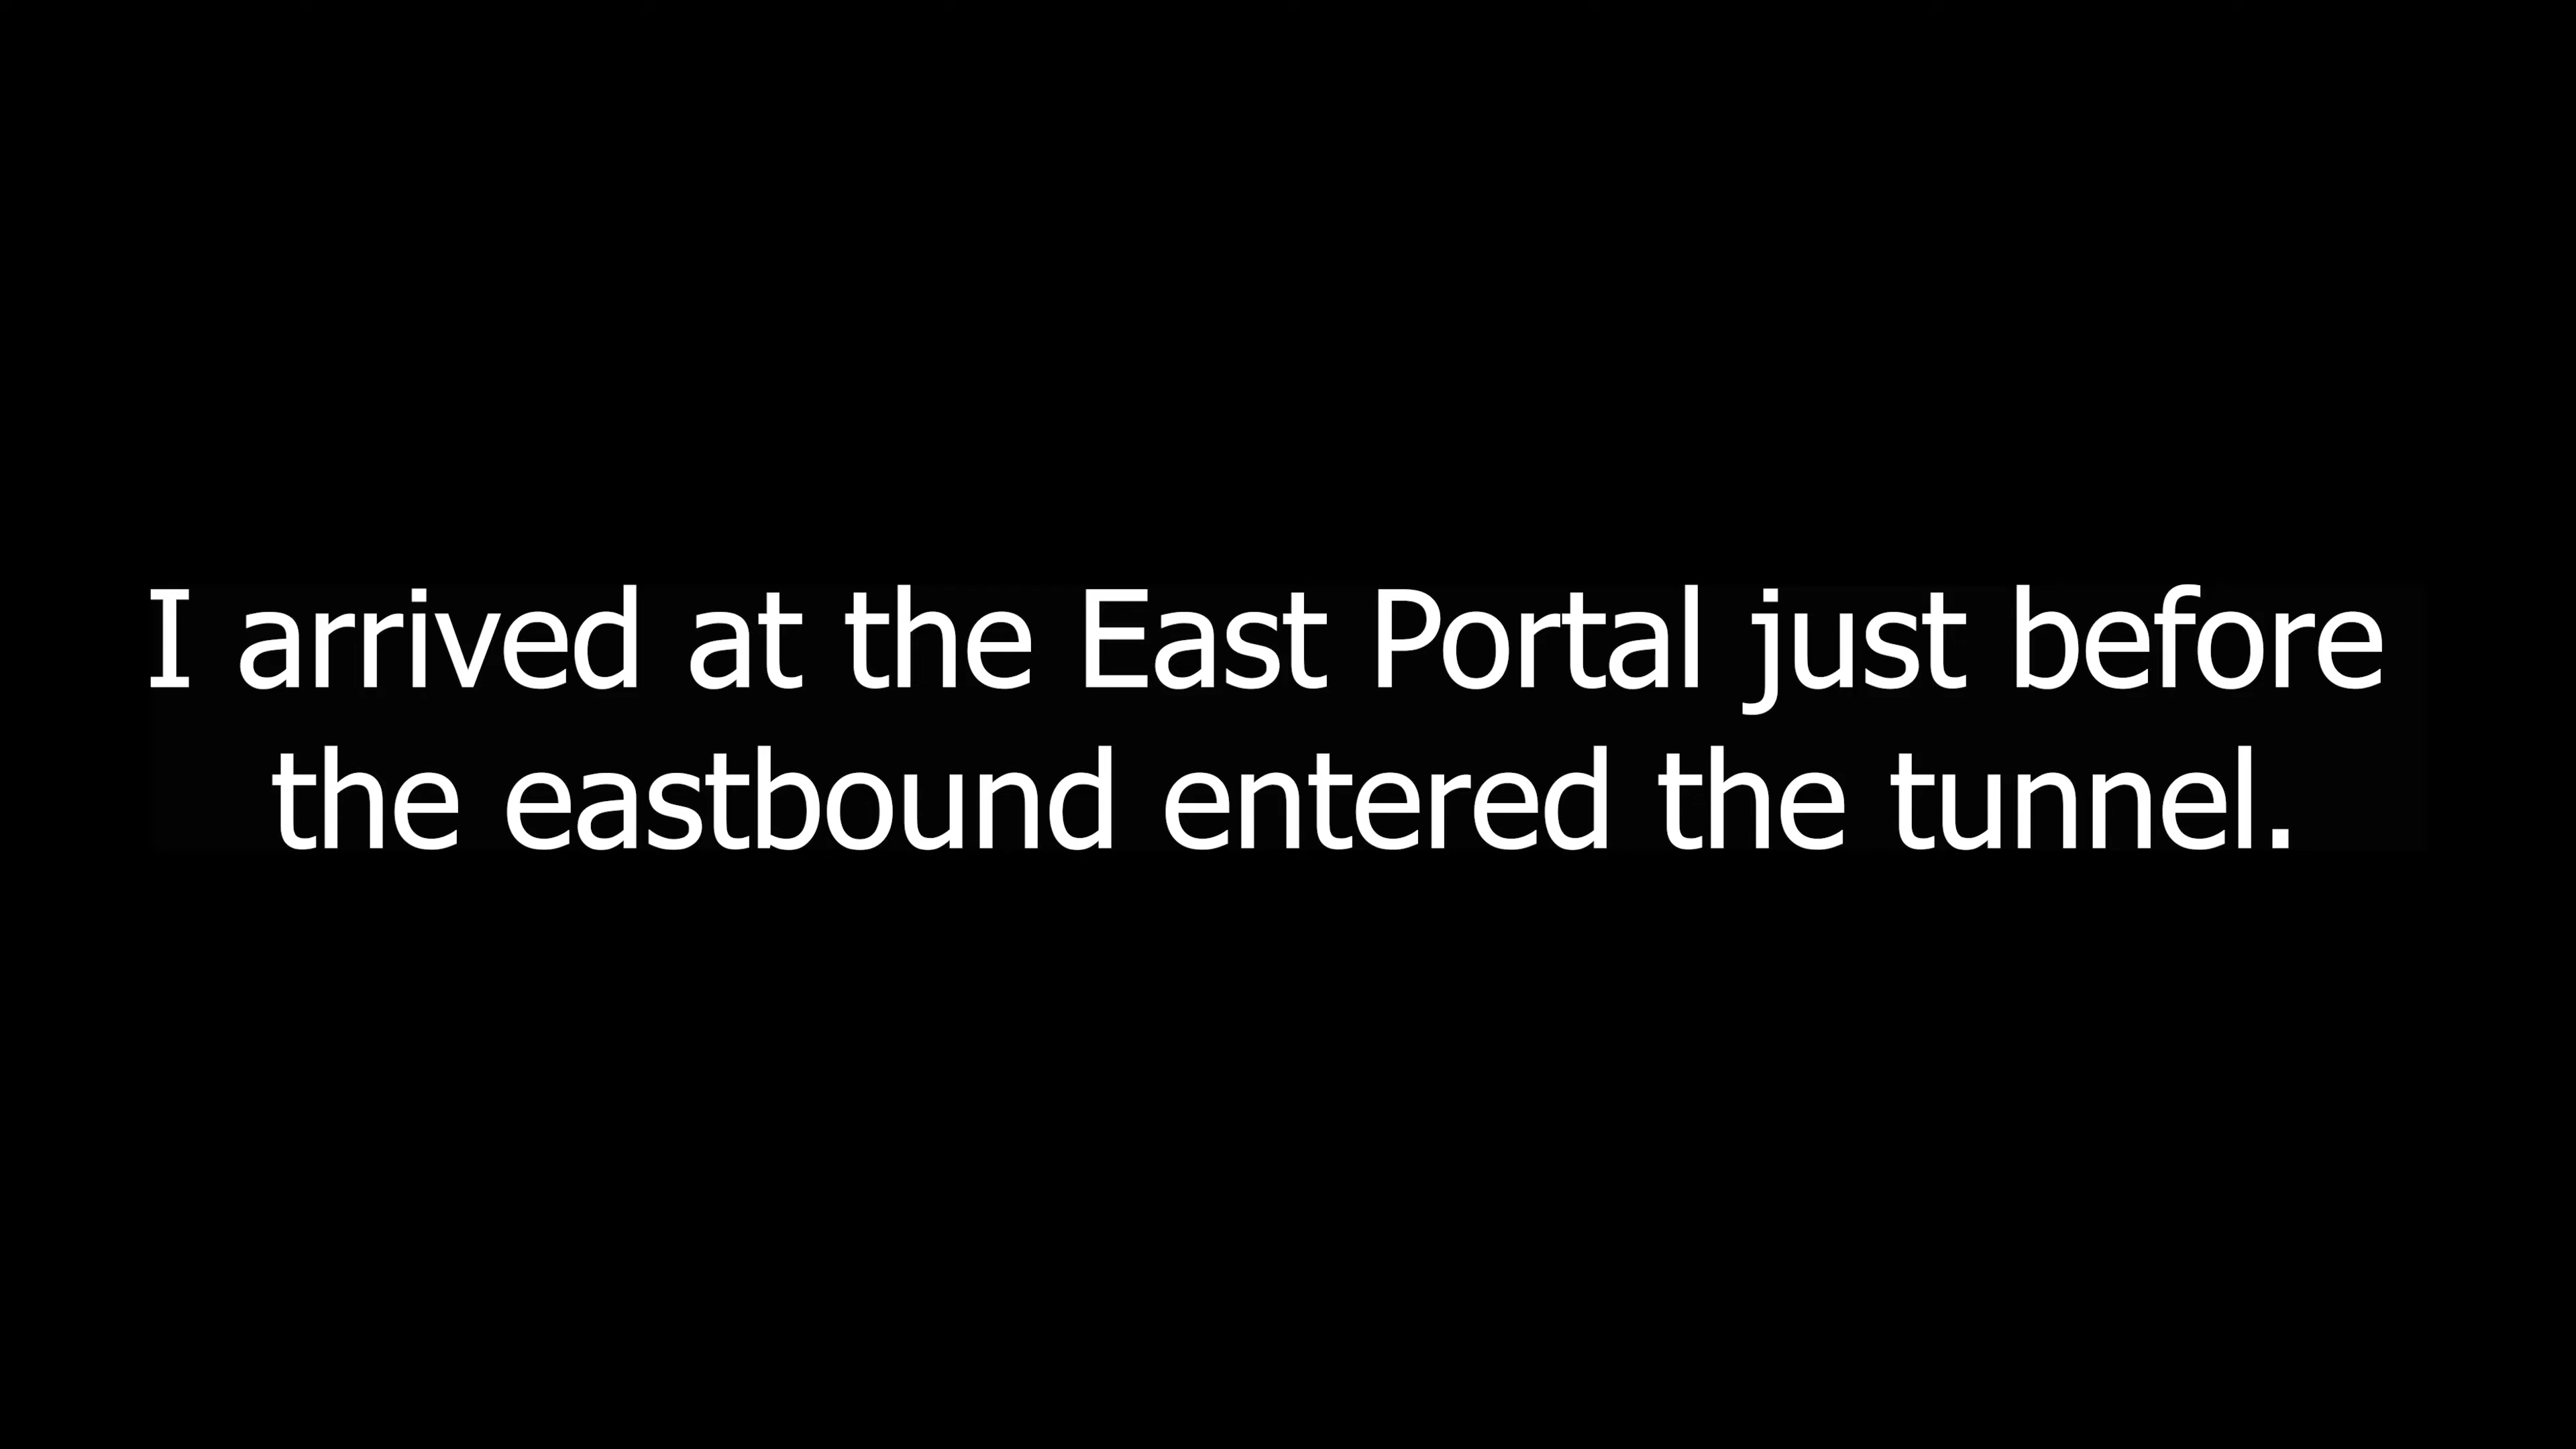 I arrived at the East Portal just before
the eastbound entered the tunnel.